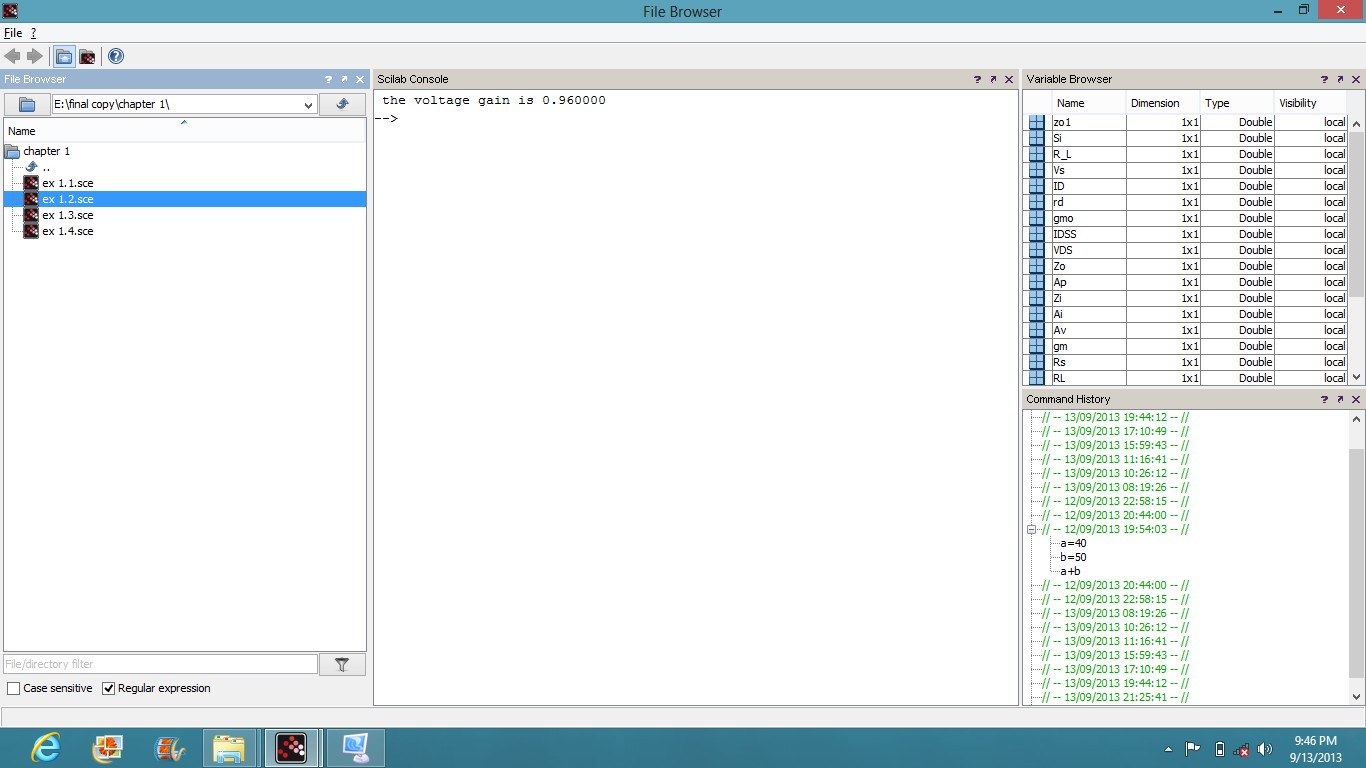 File Browser
File ?
File Browser
E:\final copy\chapter 1\
Name
chapter 1
..
ex 1.1.sce
ex 1.2.sce
ex 1.3.sce
ex 1.4.sce
File/directory filter
Case sensitive Regular expression
Scilab Console
the voltage gain is 0.960000
-->
Variable Browser
Name Dimension Type Visibility
zo1 1x1 Double local
Si 1x1 Double local
R_L 1x1 Double local
Vs 1x1 Double local
ID 1x1 Double local
rd 1x1 Double local
gmo 1x1 Double local
IDSS 1x1 Double local
VDS 1x1 Double local
Zo 1x1 Double local
Ap 1x1 Double local
Zi 1x1 Double local
Ai 1x1 Double local
Av 1x1 Double local
gm 1x1 Double local
Rs 1x1 Double local
RL 1x1 Double local
Command History
// -- 13/09/2013 19:44:12 -- //
// -- 13/09/2013 17:10:49 -- //
// -- 13/09/2013 15:59:43 -- //
// -- 13/09/2013 11:16:41 -- //
// -- 13/09/2013 10:26:12 -- //
// -- 13/09/2013 08:19:26 -- //
// -- 12/09/2013 22:58:15 -- //
// -- 12/09/2013 20:44:00 -- //
// -- 12/09/2013 19:54:03 -- //
a=40
b=50
a+b
// -- 12/09/2013 20:44:00 -- //
// -- 12/09/2013 22:58:15 -- //
// -- 13/09/2013 08:19:26 -- //
// -- 13/09/2013 10:26:12 -- //
// -- 13/09/2013 11:16:41 -- //
// -- 13/09/2013 15:59:43 -- //
// -- 13/09/2013 17:10:49 -- //
// -- 13/09/2013 19:44:12 -- //
// -- 13/09/2013 21:25:41 -- //
9:46 PM
9/13/2013